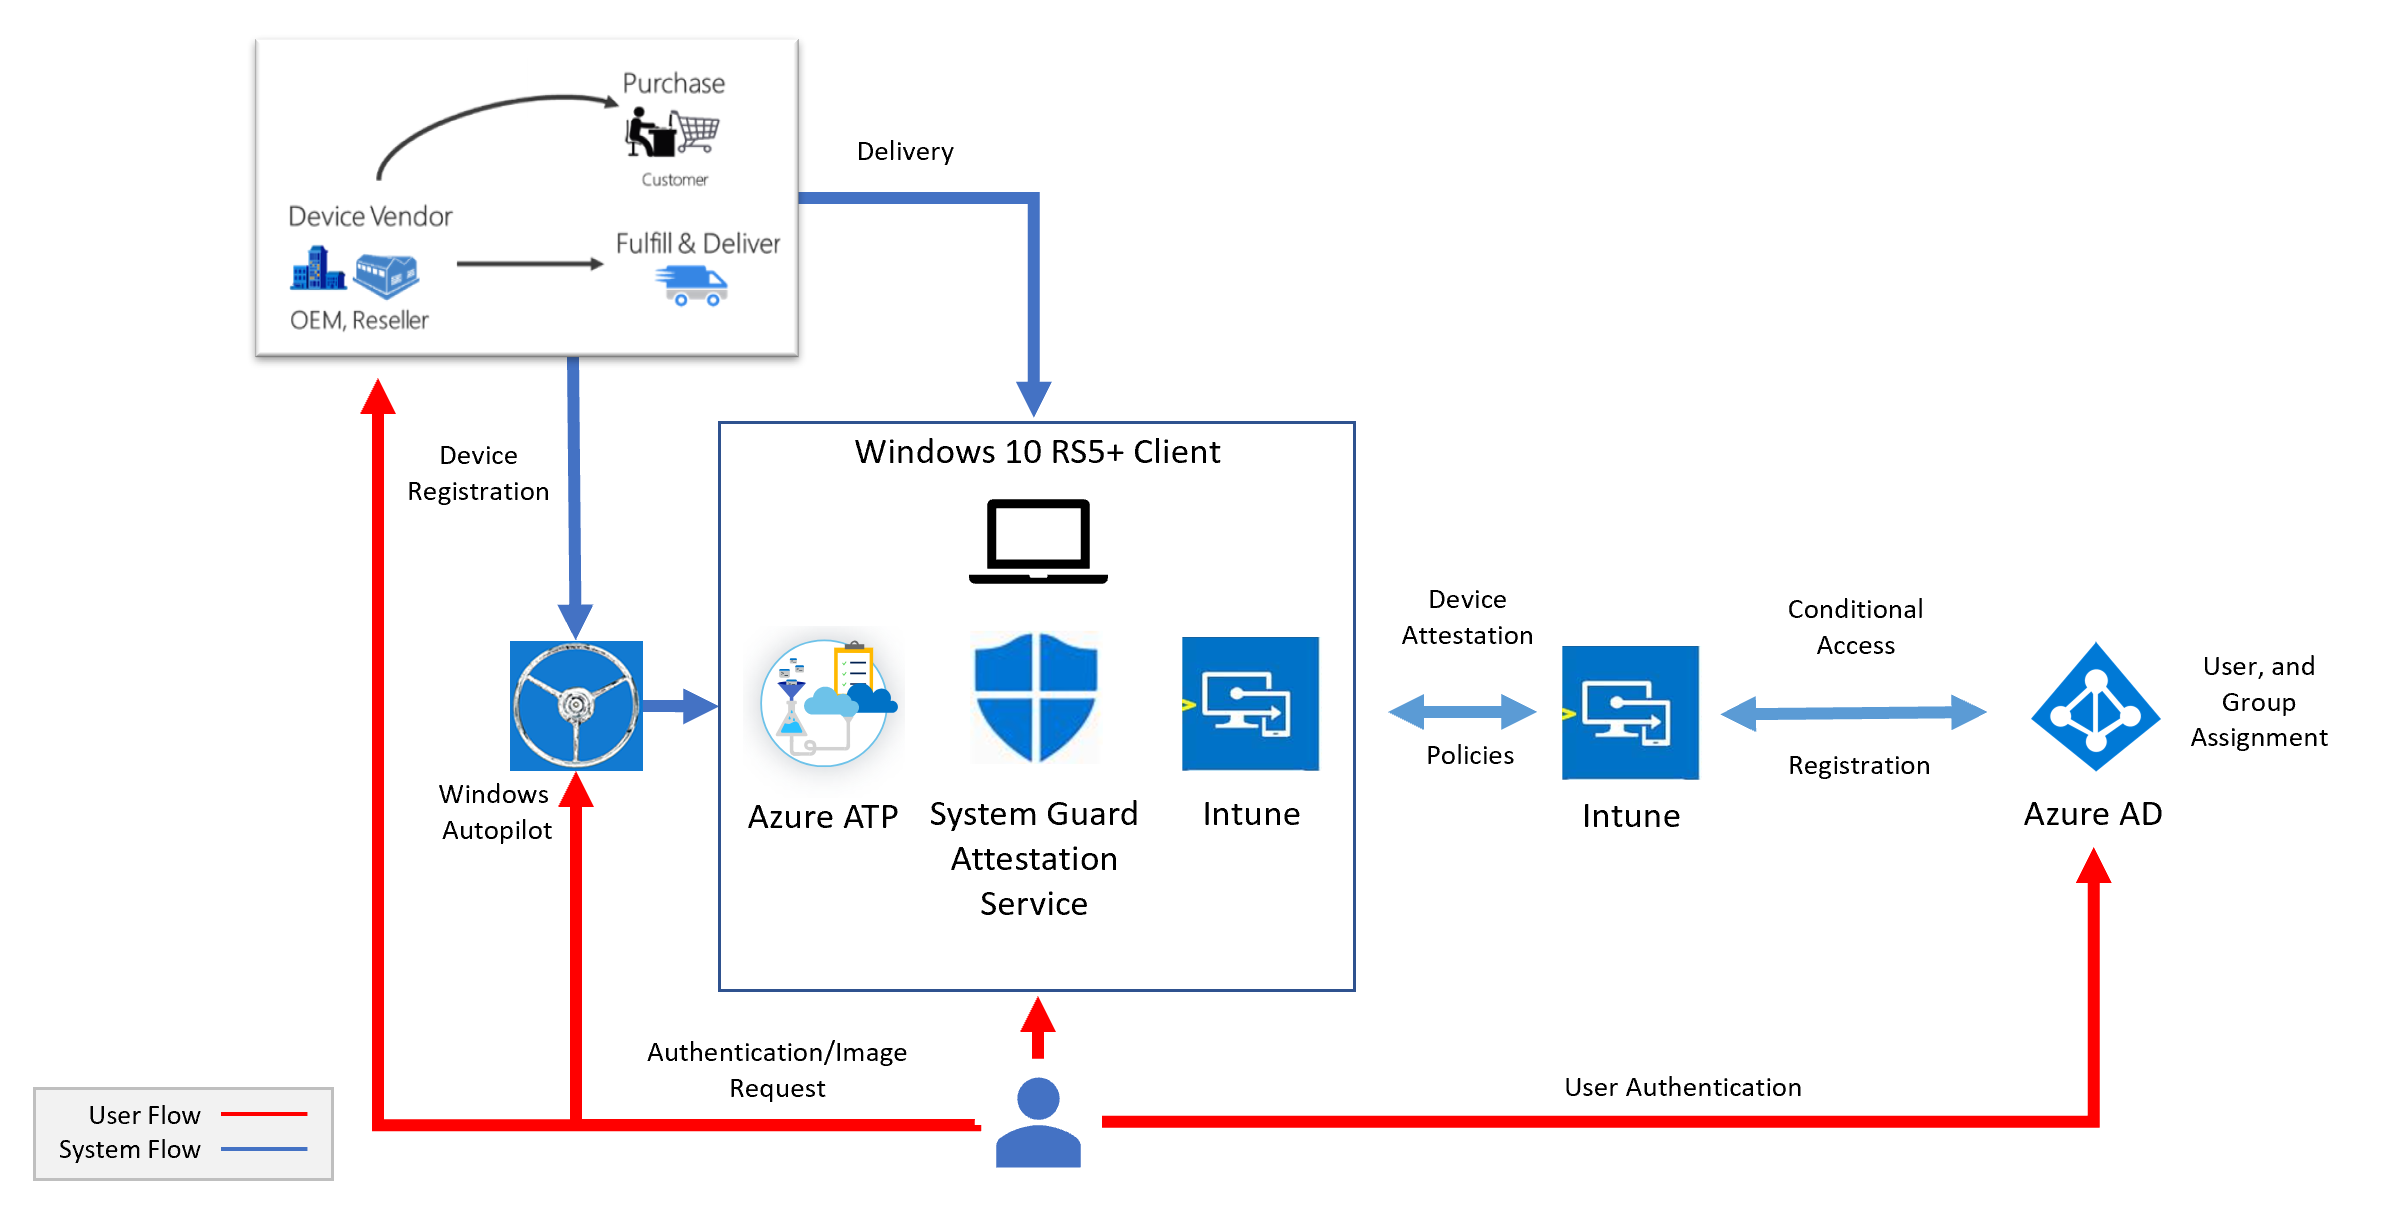 Purchase
Customer
Device Vendor
OEM, Reseller
Fulfill & Deliver
Delivery
Device
Registration
Windows 10 RS5+ Client
Windows
Autopilot
Azure ATP
System Guard
Attestation
Service
Intune
Device
Attestation
Policies
Intune
Conditional
Access
Registration
User, and
Group
Assignment
Azure AD
Authentication/Image
Request
User Authentication
User Flow
System Flow